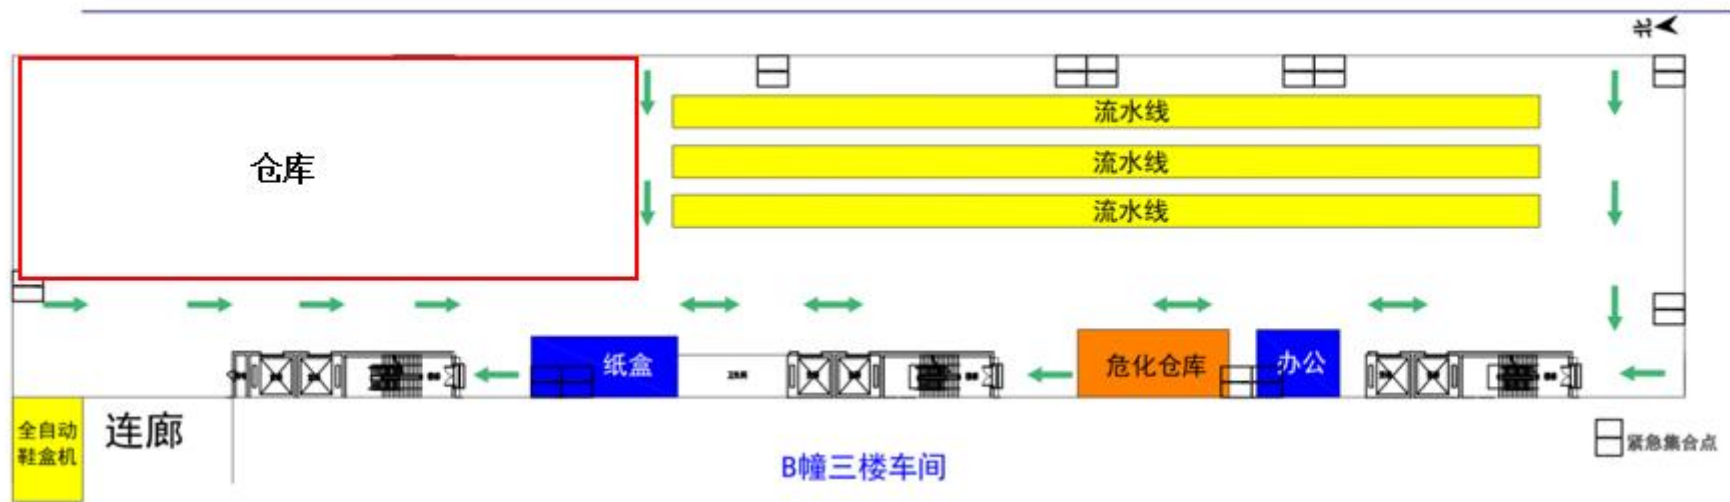 北
流水线
仓库
流水线
流水线
纸盒
危化仓库
办公
全自动
鞋盒机
连廊
紧急集合点
B幢三楼车间